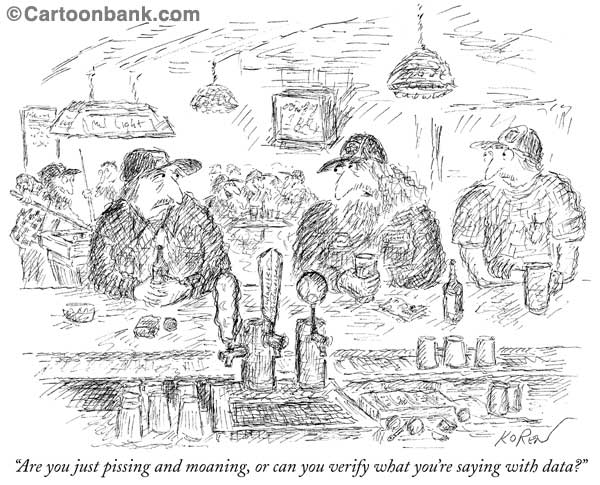 ©Cartoonbank.com
KOREN
"Are you just pissing and moaning, or can you verify what you're saying with data?"